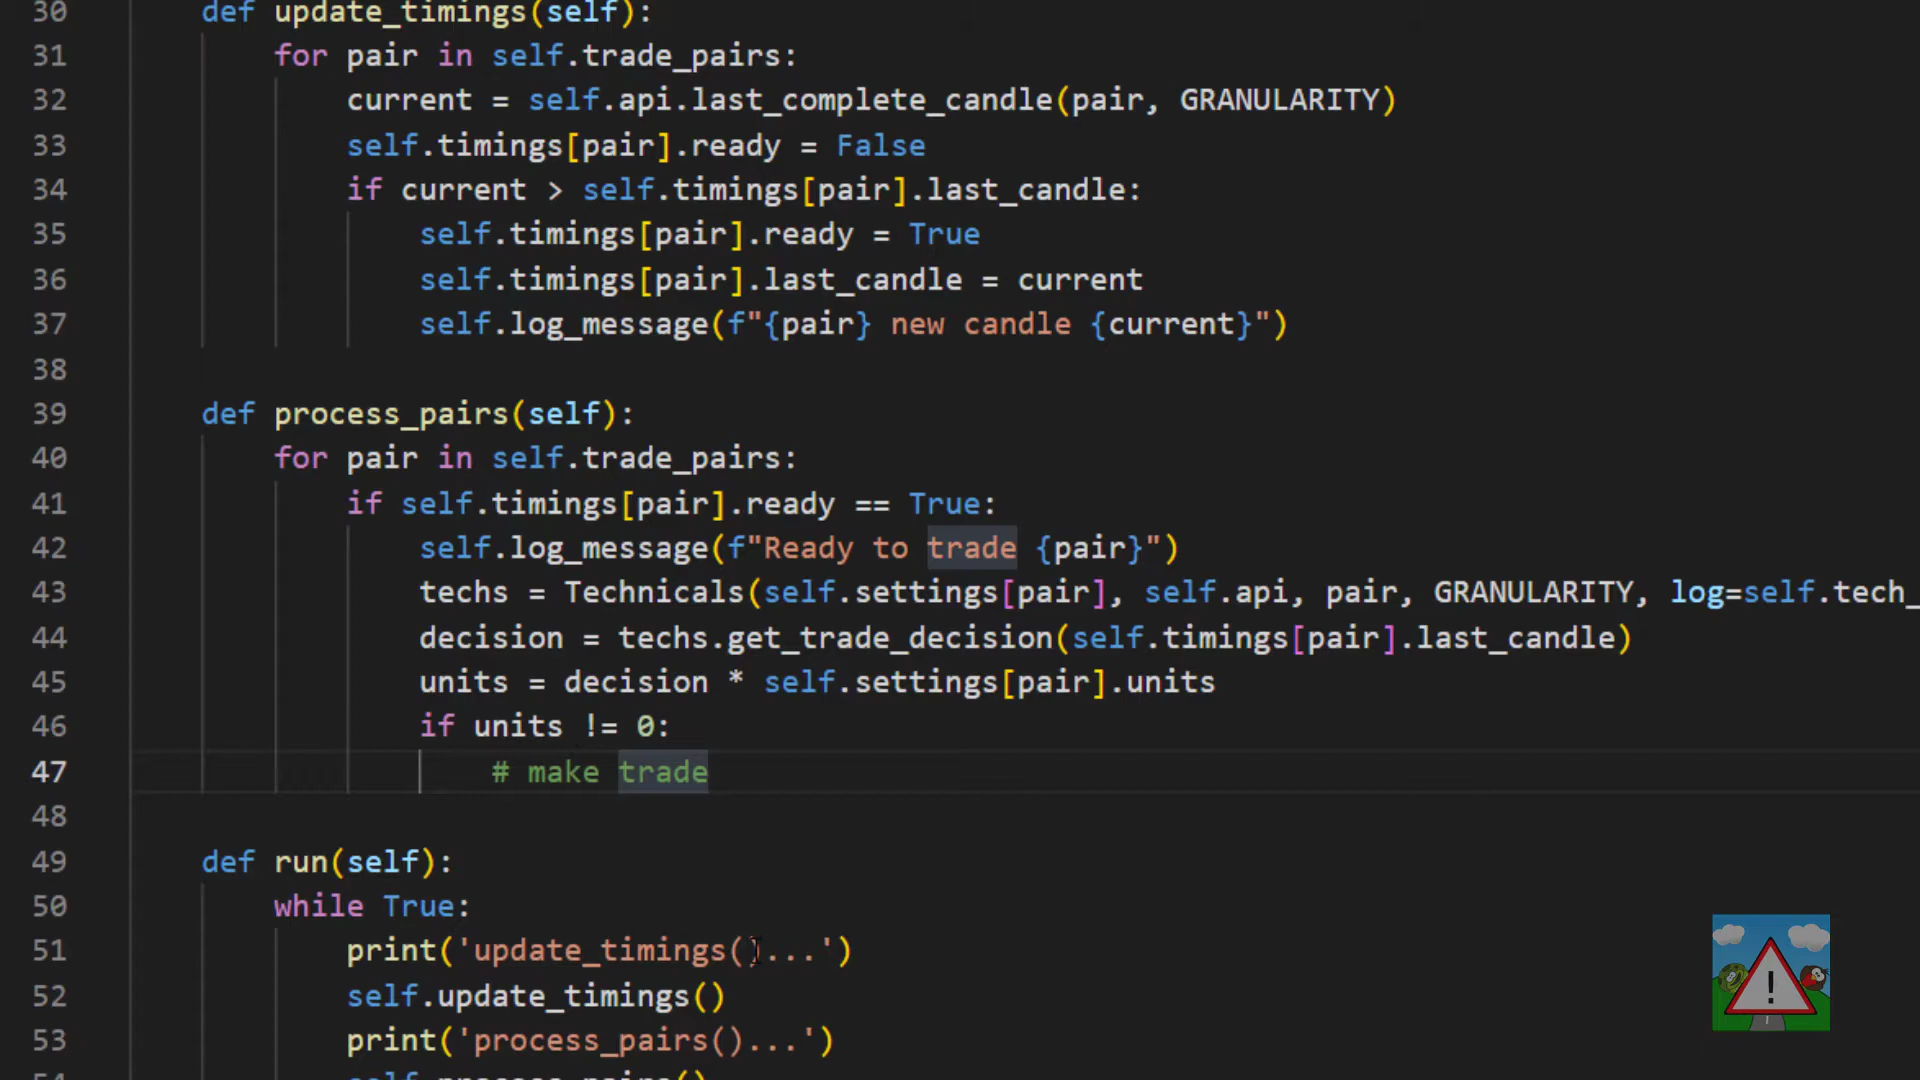 30 def update_timings(self):
31 for pair in self.trade_pairs:
32 current = self.api.last_complete_candle(pair, GRANULARITY)
33 self.timings[pair].ready = False
34 if current > self.timings[pair].last_candle:
35 self.timings[pair].ready = True
36 self.timings[pair].last_candle = current
37 self.log_message(f"{pair} new candle {current}")
38
39 def process_pairs(self):
40 for pair in self.trade_pairs:
41 if self.timings[pair].ready == True:
42 self.log_message(f"Ready to trade {pair}")
43 techs = Technicals(self.settings[pair], self.api, pair, GRANULARITY, log=self.tech_
44 decision = techs.get_trade_decision(self.timings[pair].last_candle)
45 units = decision * self.settings[pair].units
46 if units != 0:
47 # make trade
48
49 def run(self):
50 while True:
51 print('update_timings()...')
52 self.update_timings()
53 print('process_pairs()...')
54 self.process_pairs()
!